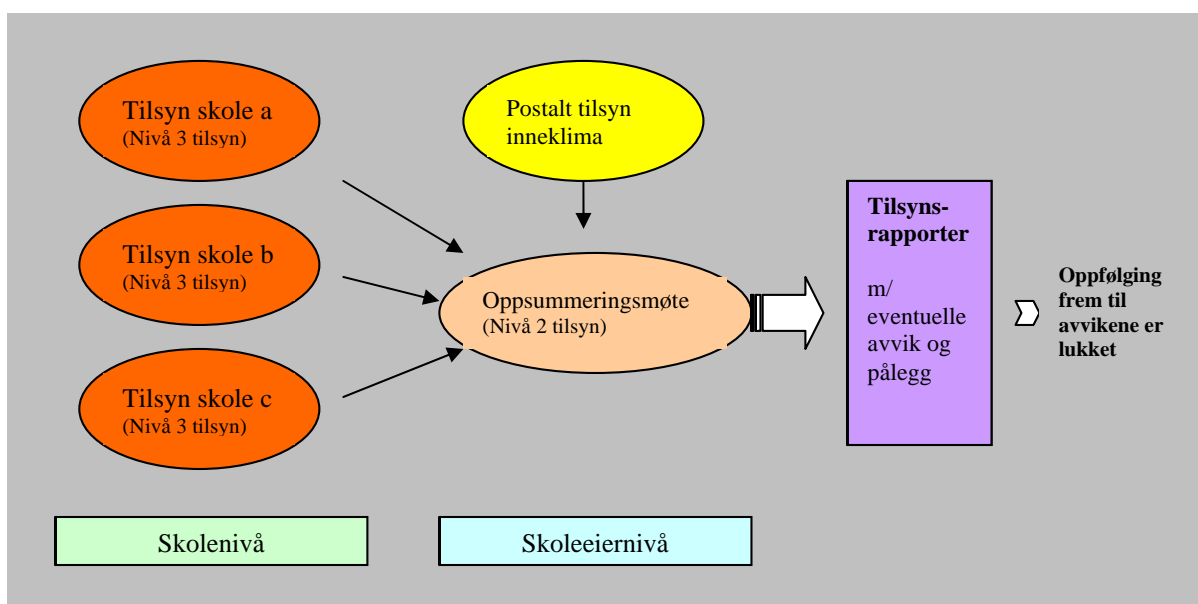 Tilsyn skole a
(Nivå 3 tilsyn)
Postalt tilsyn
inneklima
Tilsyn skole b
(Nivå 3 tilsyn)
Tilsyn skole c
(Nivå 3 tilsyn)
Oppsummeringsmøte
(Nivå 2 tilsyn)
Tilsyns-
rapporter
m/
eventuelle
avvik og
pålegg
Oppfølging
frem til
avvikene er
lukket
Skolenivå
Skoleeiernivå